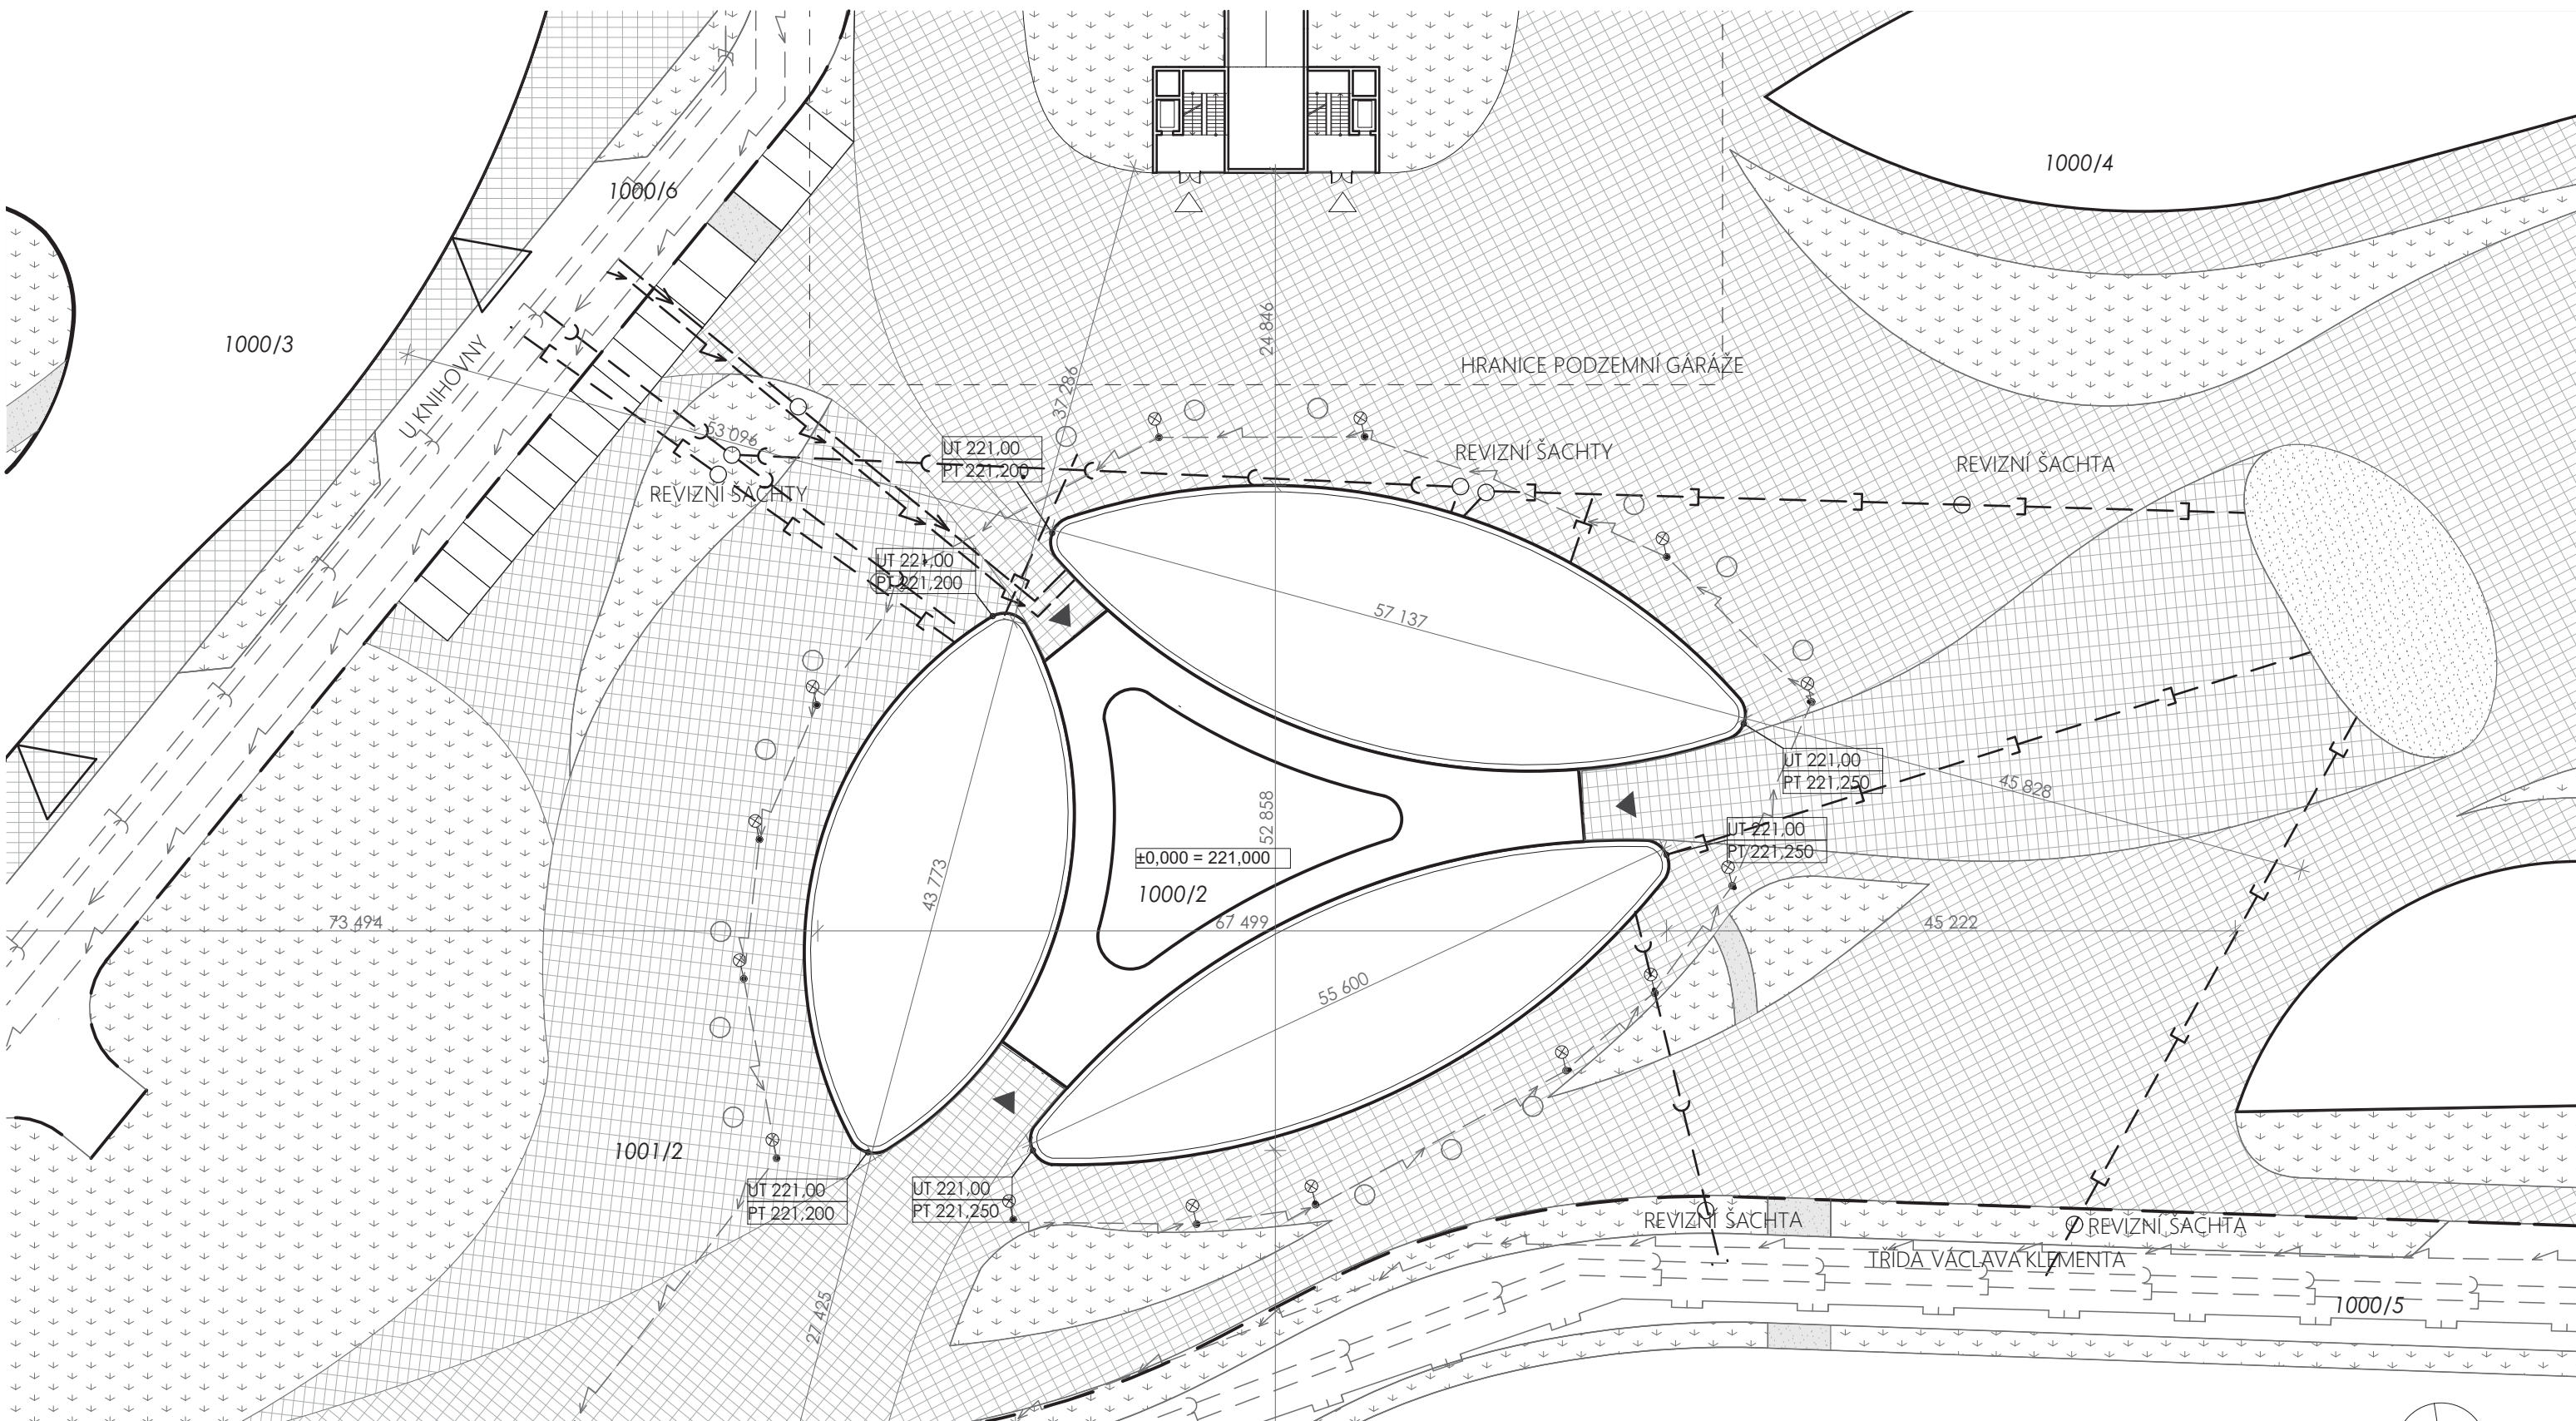 1000/4
1000/6
24 846
1000/3
U KNIHOVNY
HRANICE PODZEMNÍ GÁRÁŽE
37 286
53 096
UT 221,00
PT 221,200
REVIZNÍ ŠACHTY
REVIZNÍ ŠACHTA
REVIZNÍ ŠACHTY
UT 221,00
PT 221,200
57 137
UT 221,00
PT 221,250
45 828
52 858
UT 221,00
PT 221,250
±0,000 = 221,000
43 773
1000/2
73 494
67 499
45 222
55 600
1001/2
UT 221,00
PT 221,200
UT 221,00
PT 221,250
REVIZNÍ ŠACHTA
REVIZNÍ ŠACHTA
TŘÍDA VÁCLAVA KLEMENTA
27 425
1000/5